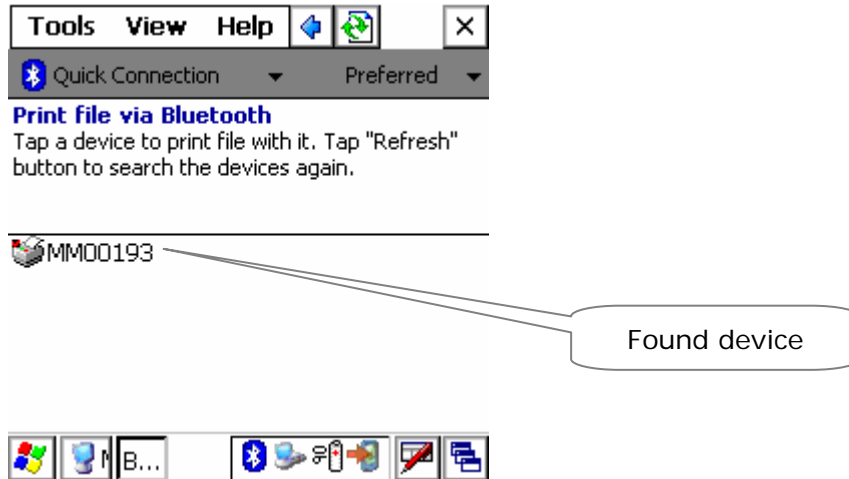 Tools View Help
Quick Connection Preferred
Print file via Bluetooth
Tap a device to print file with it. Tap "Refresh"
button to search the devices again.
MM00193
Found device
B...